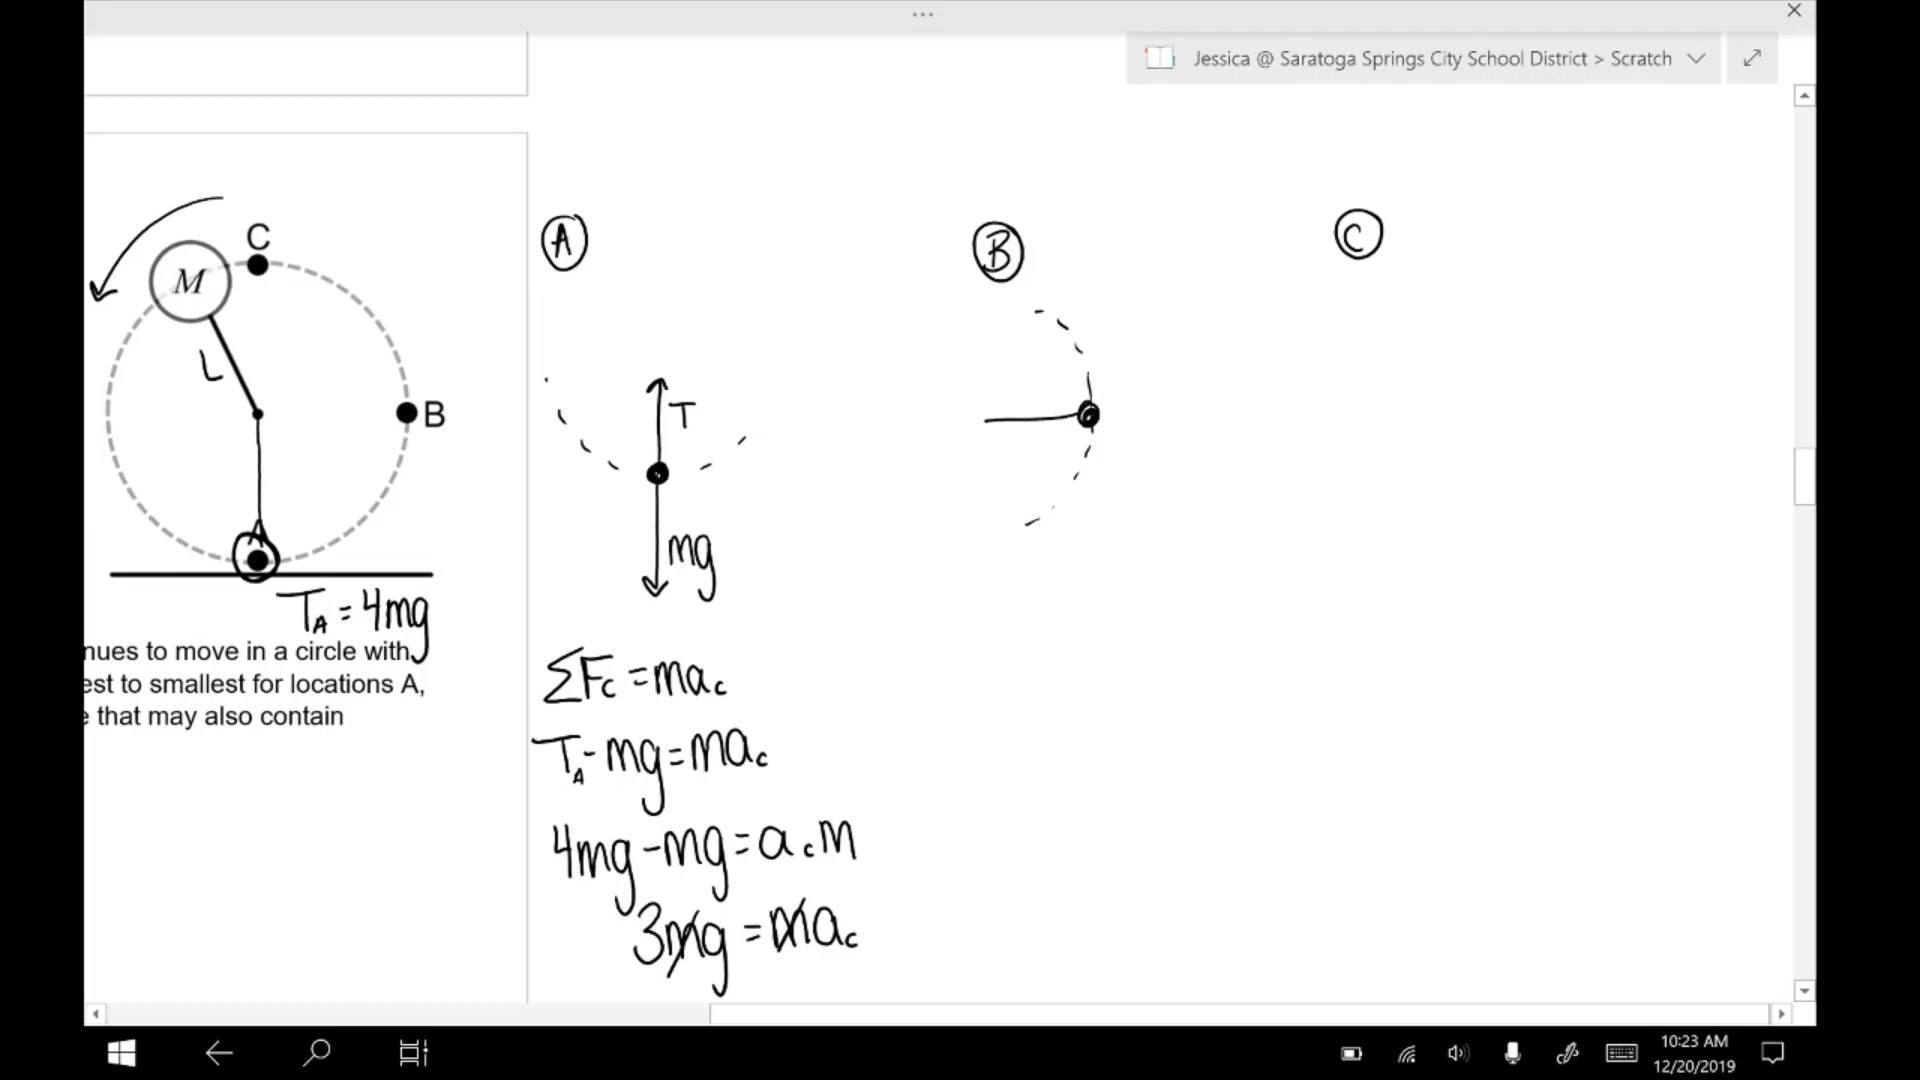 ...
Jessica @ Saratoga Springs City School District > Scratch
C
M
L
B
A
T_A = 4mg
nues to move in a circle with
est to smallest for locations A,
e that may also contain
A
T
mg
ΣFc = mac
T_A - mg = mac
4mg - mg = acm
3mg = mac
B
C
10:23 AM
12/20/2019